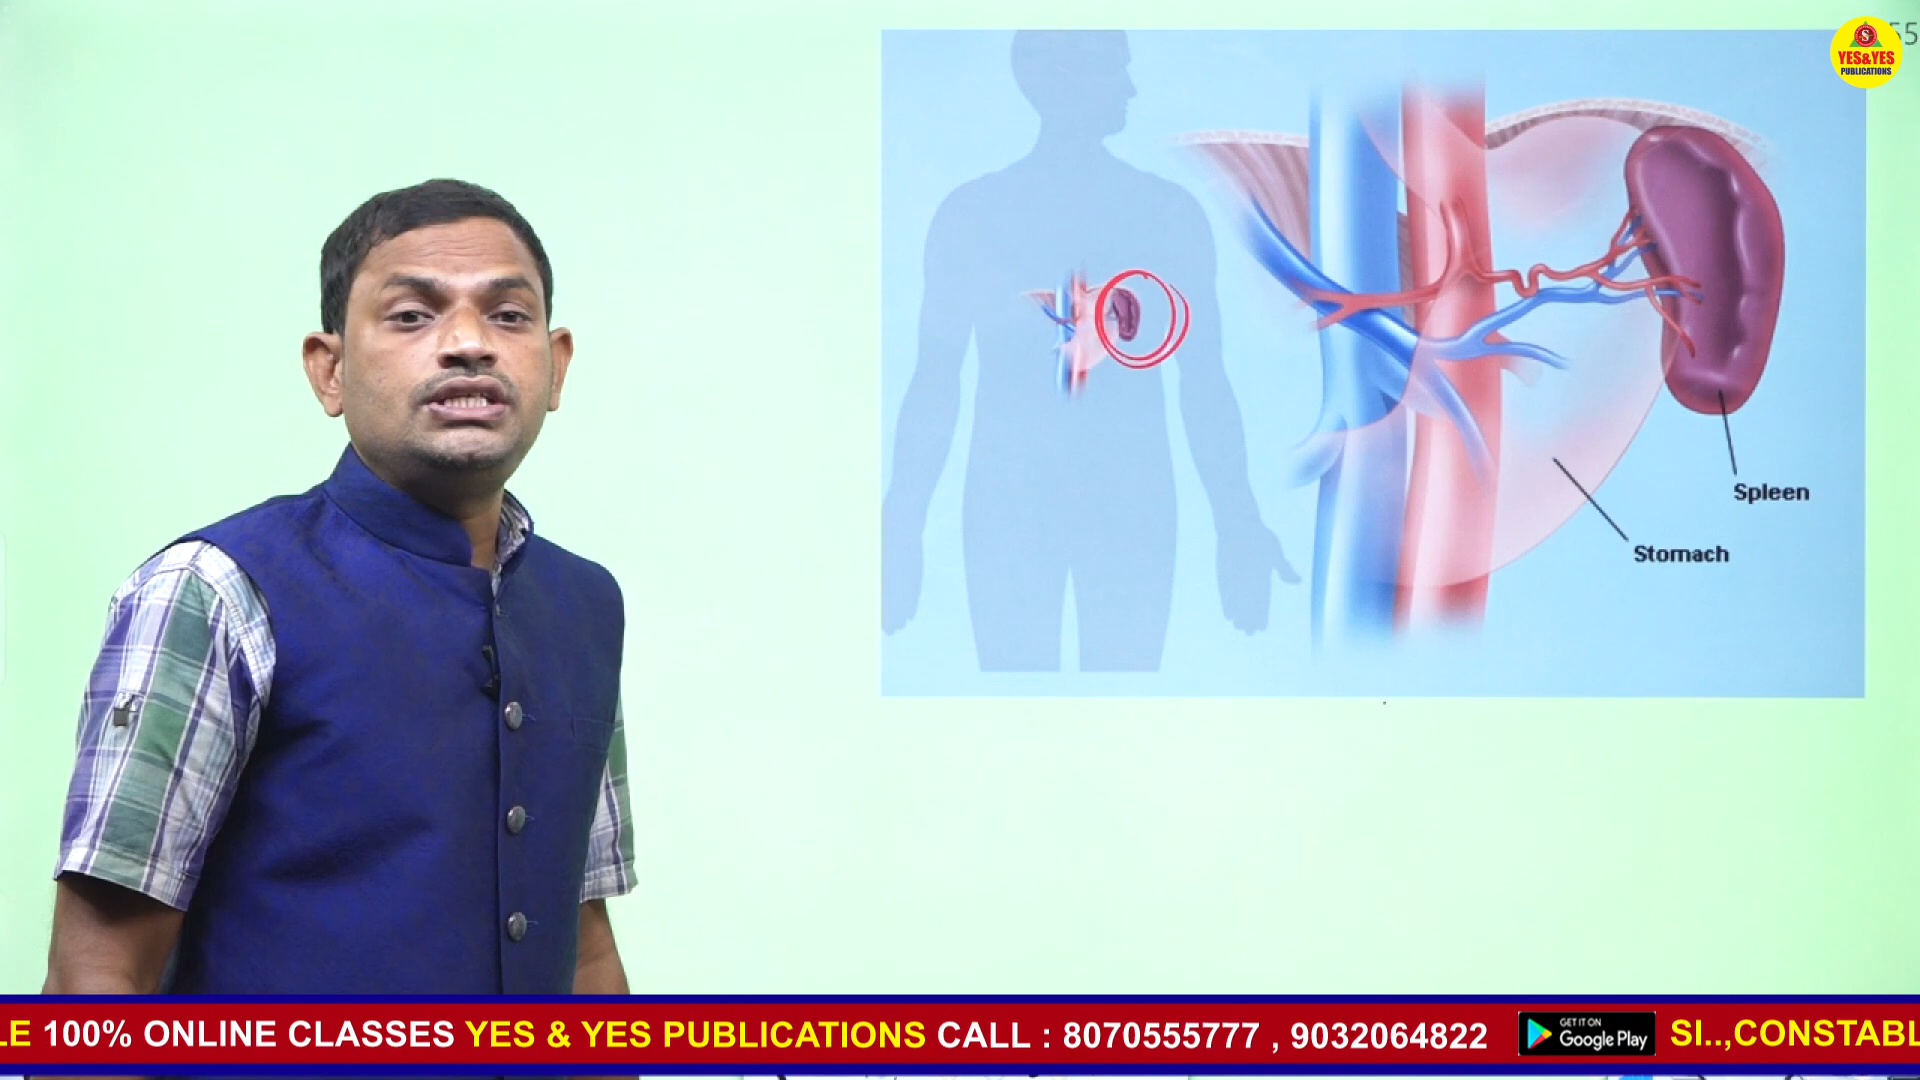 55
YES&YES
PUBLICATIONS
Spleen
Stomach
LE 100% ONLINE CLASSES YES & YES PUBLICATIONS CALL : 8070555777 , 9032064822
GET IT ON
Google Play
SI..,CONSTABL